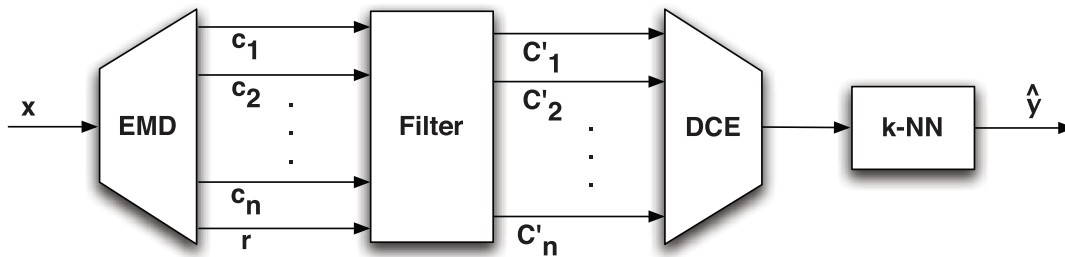 x
EMD
c1
c2
.
.
.
cn
r
Filter
C'1
C'2
.
.
.
C'n
DCE
k-NN
ŷ